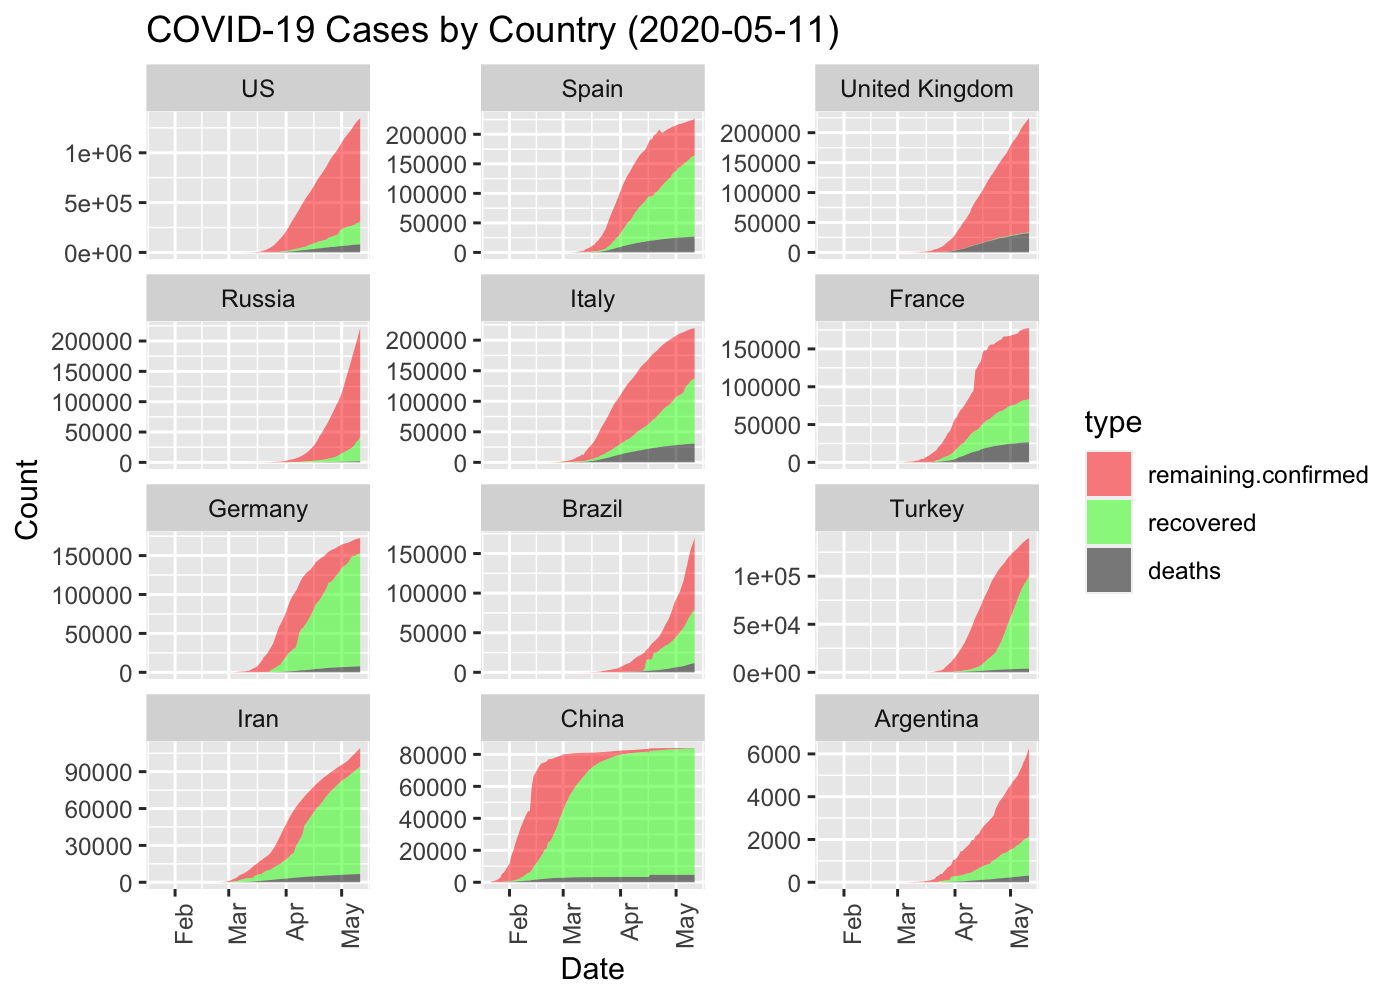 COVID-19 Cases by Country (2020-05-11)
US
Spain
United Kingdom
1e+06
5e+05
0e+00
200000
150000
100000
50000
0
200000
150000
100000
50000
0
Russia
Italy
France
200000
150000
100000
50000
0
200000
150000
100000
50000
0
150000
100000
50000
0
Germany
Brazil
Turkey
150000
100000
50000
0
150000
100000
50000
0
1e+05
5e+04
0e+00
Iran
China
Argentina
90000
60000
30000
0
80000
60000
40000
20000
0
6000
4000
2000
0
Feb
Mar
Apr
May
Feb
Mar
Apr
May
Feb
Mar
Apr
May
Date
Count
type
remaining.confirmed
recovered
deaths